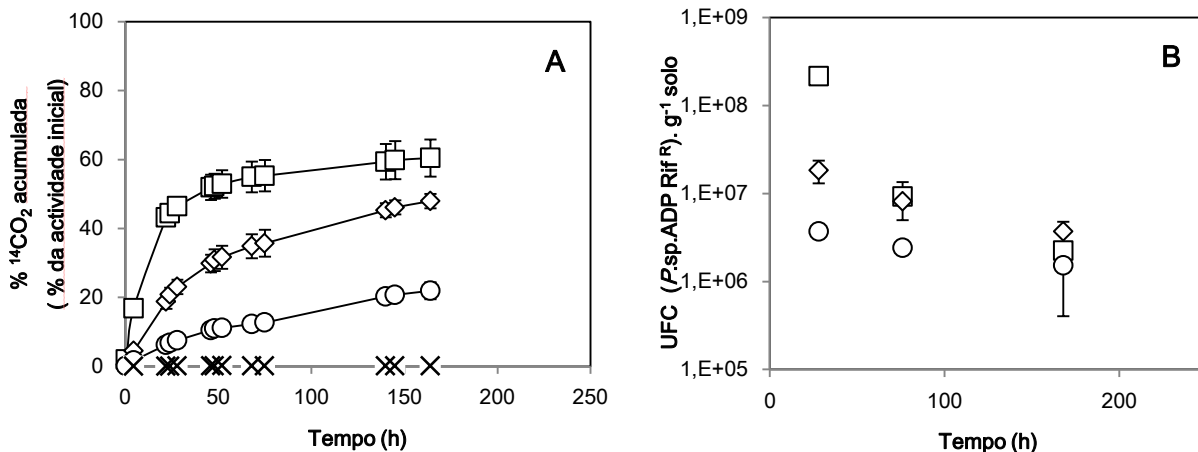 A
% ¹⁴CO₂ acumulada
( % da actividade inicial)
100
80
60
40
20
0
0 50 100 150 200 250
Tempo (h)
B
UFC (P.sp.ADP Rif ᴿ). g⁻¹ solo
1,E+09
1,E+08
1,E+07
1,E+06
1,E+05
0 100 200
Tempo (h)